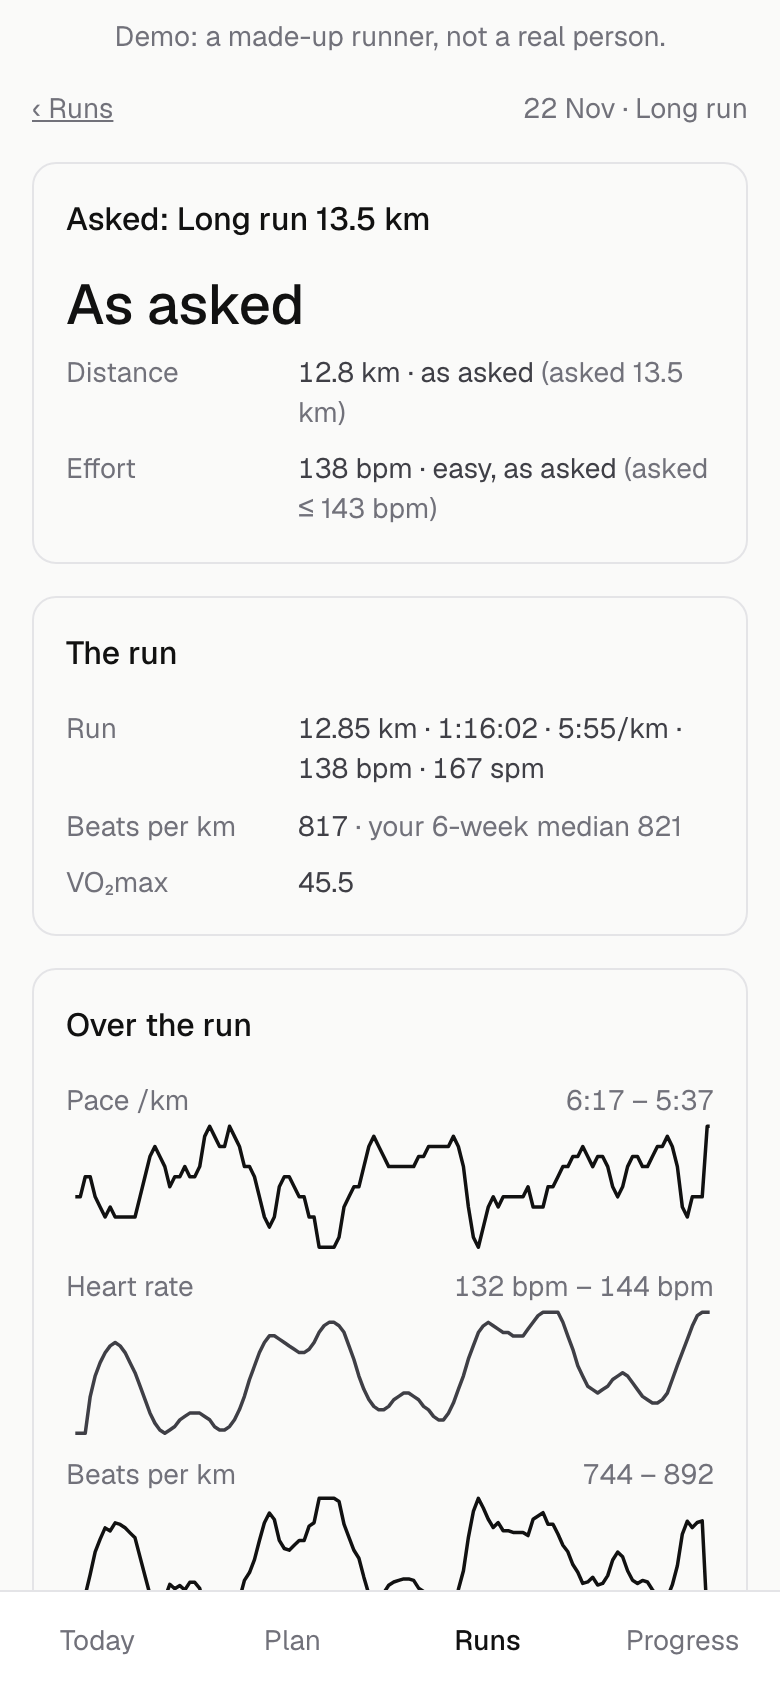 Demo: a made-up runner, not a real person.
‹ Runs
22 Nov · Long run
Asked: Long run 13.5 km
As asked
Distance
12.8 km · as asked (asked 13.5
km)
Effort
138 bpm · easy, as asked (asked
≤ 143 bpm)
The run
Run
12.85 km · 1:16:02 · 5:55/km ·
138 bpm · 167 spm
Beats per km
817 · your 6-week median 821
VO₂max
45.5
Over the run
Pace /km
6:17 – 5:37
Heart rate
132 bpm – 144 bpm
Beats per km
744 – 892
Today
Plan
Runs
Progress